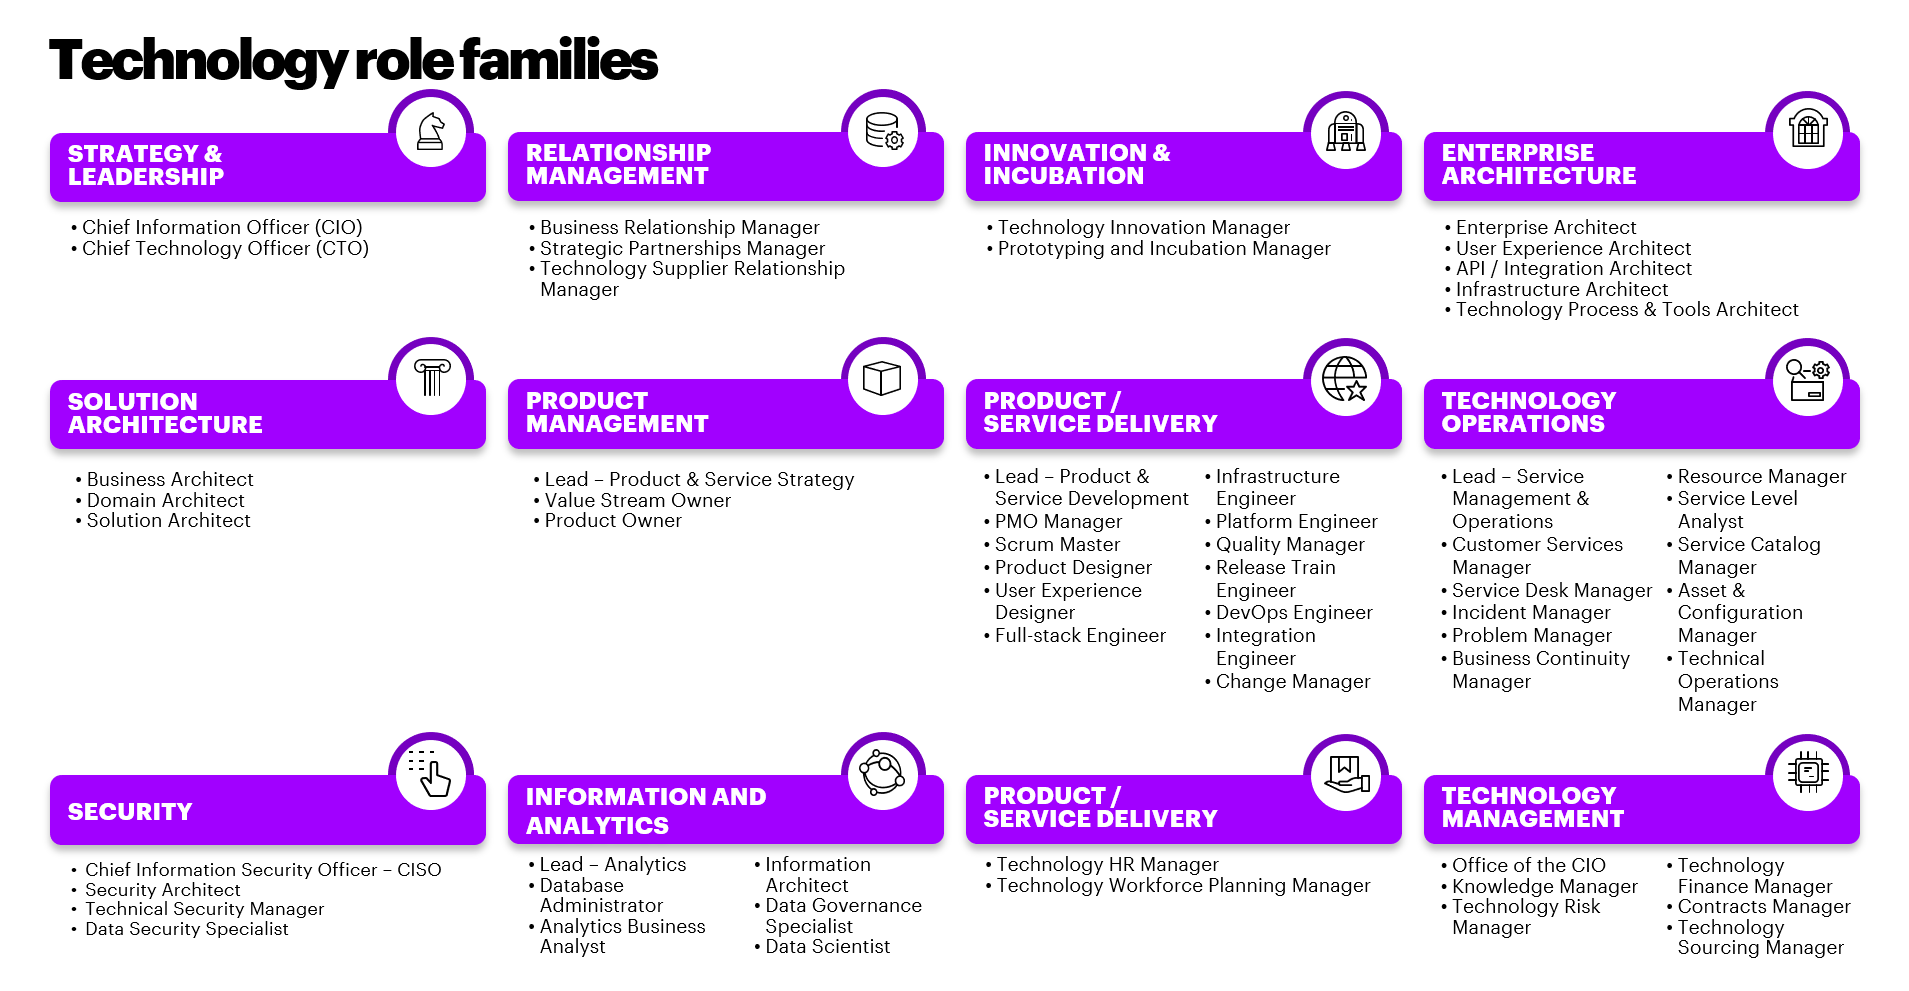 Technology role families
STRATEGY &
LEADERSHIP
• Chief Information Officer (CIO)
• Chief Technology Officer (CTO)
RELATIONSHIP
MANAGEMENT
• Business Relationship Manager
• Strategic Partnerships Manager
• Technology Supplier Relationship
Manager
INNOVATION &
INCUBATION
• Technology Innovation Manager
• Prototyping and Incubation Manager
ENTERPRISE
ARCHITECTURE
• Enterprise Architect
• User Experience Architect
• API / Integration Architect
• Infrastructure Architect
• Technology Process & Tools Architect
SOLUTION
ARCHITECTURE
• Business Architect
• Domain Architect
• Solution Architect
PRODUCT
MANAGEMENT
• Lead – Product & Service Strategy
• Value Stream Owner
• Product Owner
PRODUCT /
SERVICE DELIVERY
• Lead – Product &
Service Development
• PMO Manager
• Scrum Master
• Product Designer
• User Experience
Designer
• Full-stack Engineer
• Infrastructure
Engineer
• Platform Engineer
• Quality Manager
• Release Train
Engineer
• DevOps Engineer
• Integration
Engineer
• Change Manager
TECHNOLOGY
OPERATIONS
• Lead – Service
Management &
Operations
• Customer Services
Manager
• Service Desk Manager
• Incident Manager
• Problem Manager
• Business Continuity
Manager
• Resource Manager
• Service Level
Analyst
• Service Catalog
Manager
• Asset &
Configuration
Manager
• Technical
Operations
Manager
SECURITY
• Chief Information Security Officer – CISO
• Security Architect
• Technical Security Manager
• Data Security Specialist
INFORMATION AND
ANALYTICS
• Lead – Analytics
• Database
Administrator
• Analytics Business
Analyst
• Information
Architect
• Data Governance
Specialist
• Data Scientist
PRODUCT /
SERVICE DELIVERY
• Technology HR Manager
• Technology Workforce Planning Manager
TECHNOLOGY
MANAGEMENT
• Office of the CIO
• Knowledge Manager
• Technology Risk
Manager
• Technology
Finance Manager
• Contracts Manager
• Technology
Sourcing Manager